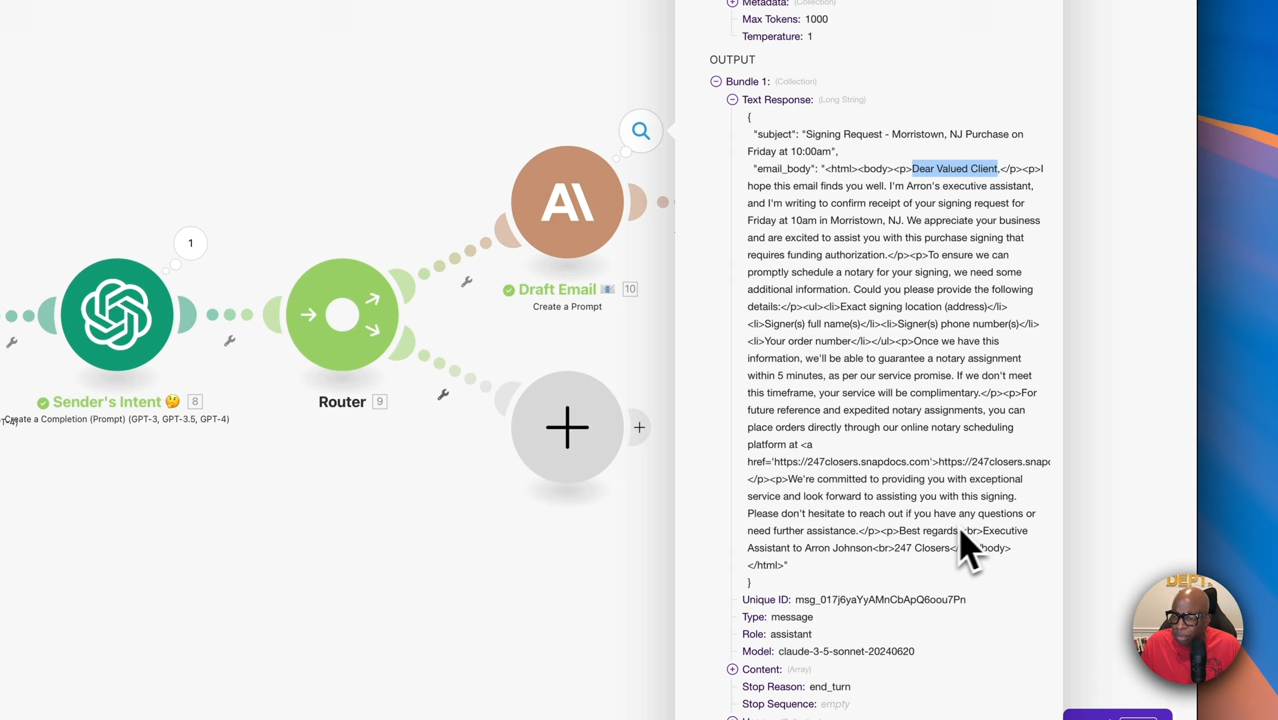 Metadata: (Collection)
Max Tokens: 1000
Temperature: 1
OUTPUT
Bundle 1: (Collection)
Text Response: (Long String)
{
"subject": "Signing Request - Morristown, NJ Purchase on
Friday at 10:00am",
"email_body": "<html><body><p>Dear Valued Client,</p><p>I
hope this email finds you well. I'm Arron's executive assistant,
and I'm writing to confirm receipt of your signing request for
Friday at 10am in Morristown, NJ. We appreciate your business
and are excited to assist you with this purchase signing that
requires funding authorization.</p><p>To ensure we can
promptly schedule a notary for your signing, we need some
additional information. Could you please provide the following
details:</p><ul><li>Exact signing location (address)</li>
<li>Signer(s) full name(s)</li><li>Signer(s) phone number(s)</li>
<li>Your order number</li></ul><p>Once we have this
information, we'll be able to guarantee a notary assignment
within 5 minutes, as per our service promise. If we don't meet
this timeframe, your service will be complimentary.</p><p>For
future reference and expedited notary assignments, you can
place orders directly through our online notary scheduling
platform at <a
href='https://247closers.snapdocs.com'>https://247closers.snapd
</p><p>We're committed to providing you with exceptional
service and look forward to assisting you with this signing.
Please don't hesitate to reach out if you have any questions or
need further assistance.</p><p>Best regards br>Executive
Assistant to Arron Johnson<br>247 Closers</ body>
</html>"
}
Unique ID: msg_017j6yaYyAMnCbApQ6oou7Pn
Type: message
Role: assistant
Model: claude-3-5-sonnet-20240620
Content: (Array)
Stop Reason: end_turn
Stop Sequence: empty
1
Sender's Intent 🤔 8
Create a Completion (Prompt) (GPT-3, GPT-3.5, GPT-4)
Router 9
A\
Draft Email 📧 10
Create a Prompt
DEPT.